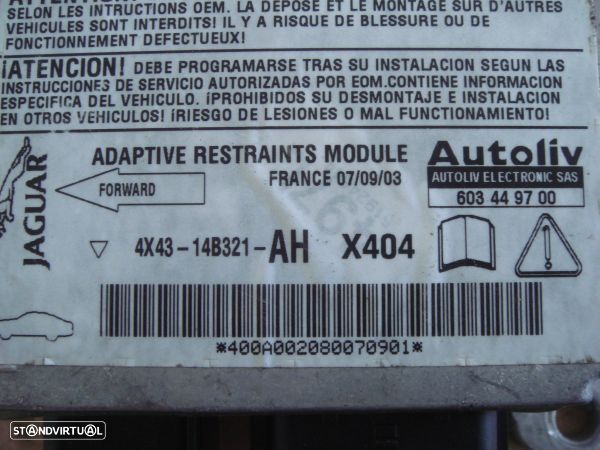 SELON LES INTRUCTIONS OEM. LA DEPOSE ET LE MONTAGE SUR D'AUTRES
VEHICULES SONT INTERDITS! IL Y A RISQUE DE BLESSURE OU DE
FONCTIONNEMENT DEFECTUEUX!
¡ATENCION! DEBE PROGRAMARSE TRAS SU INSTALACION SEGUN LAS
INSTRUCCIONES DE SERVICIO AUTORIZADAS POR EOM.CONTIENE INFORMACION
ESPECIFICA DEL VEHICULO. ¡PROHIBIDOS SU DESMONTAJE E INSTALACION
EN OTROS VEHICULOS! ¡RIESGO DE LESIONES O MAL FUNCTIONAMIENTO!
JAGUAR
FORWARD
ADAPTIVE RESTRAINTS MODULE
FRANCE 07/09/03
Autoliv
AUTOLIV ELECTRONIC SAS
603 44 97 00
4X43-14B321-AH X404
*400A002080070901*
STANDVIRTUAL